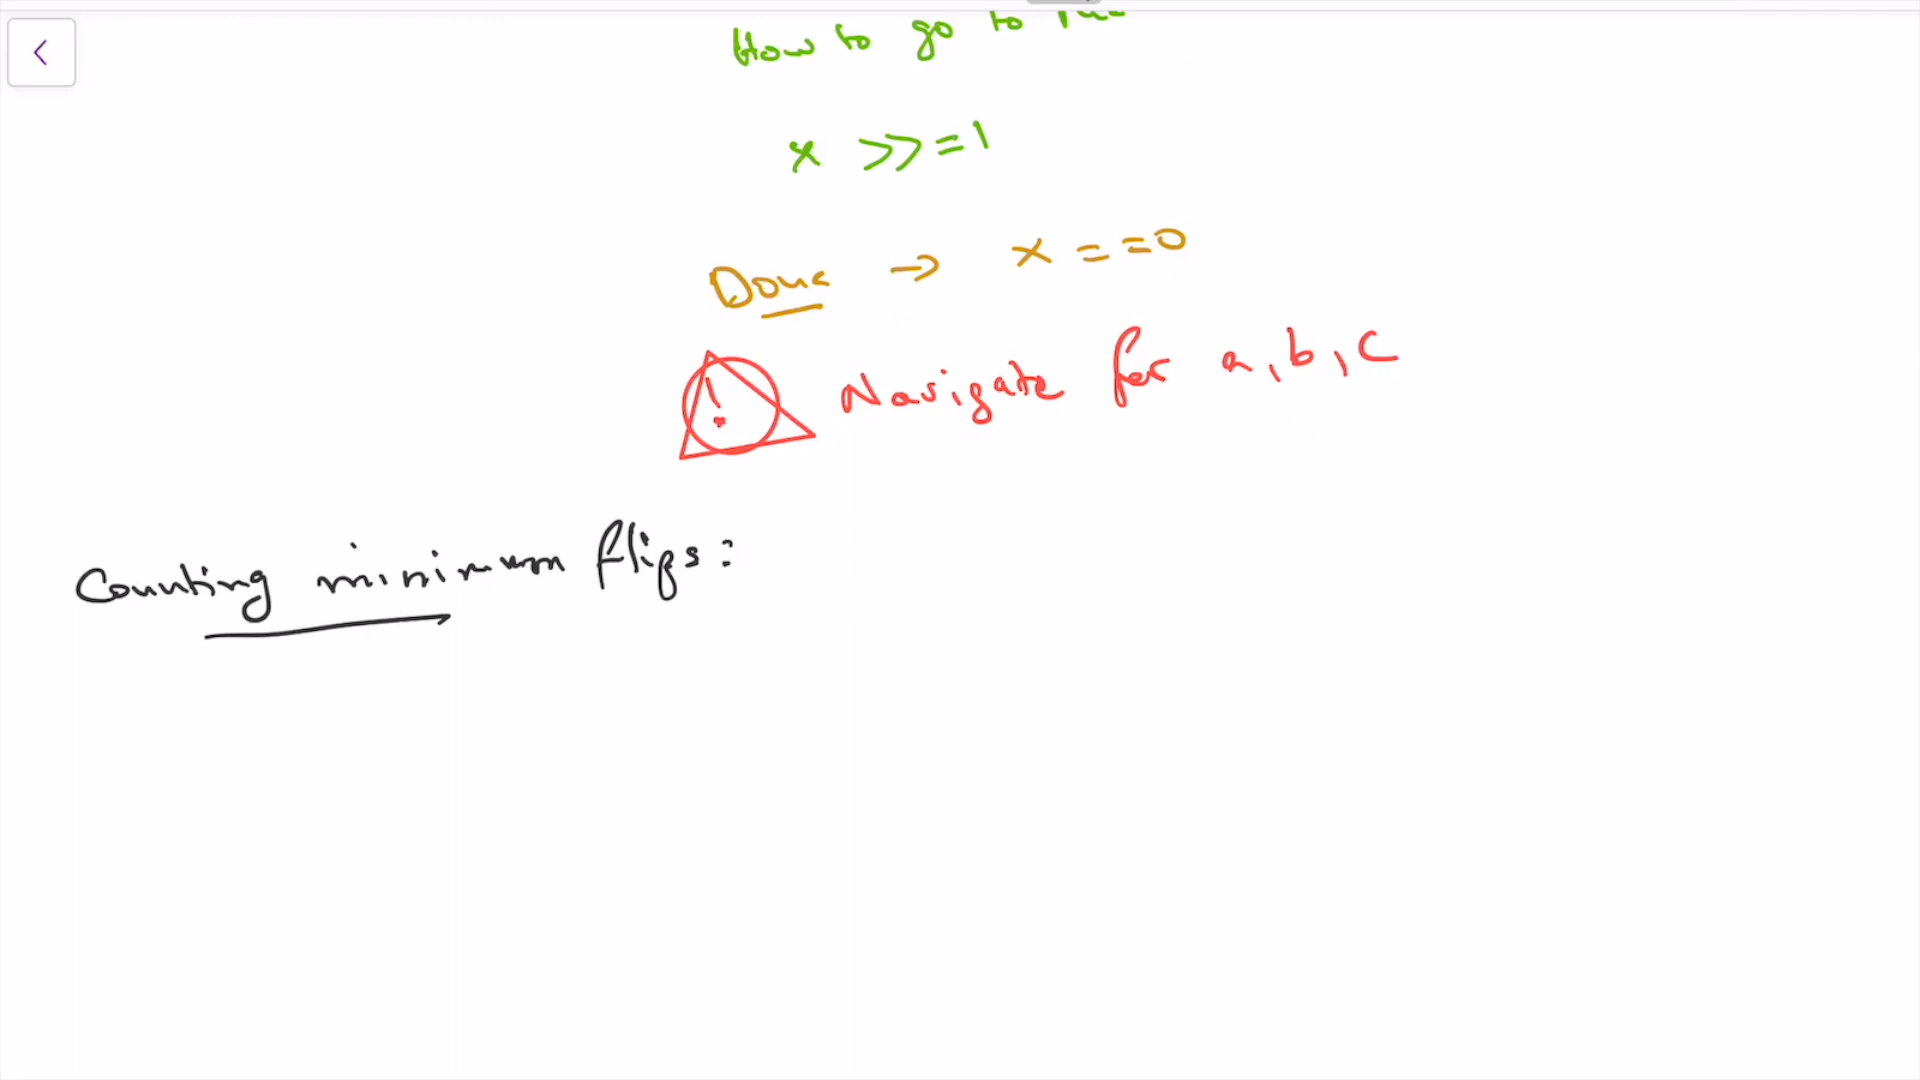 How to go to
x >>=1
Done → x ==0
! Navigate for a, b, c
Counting minimum flips: